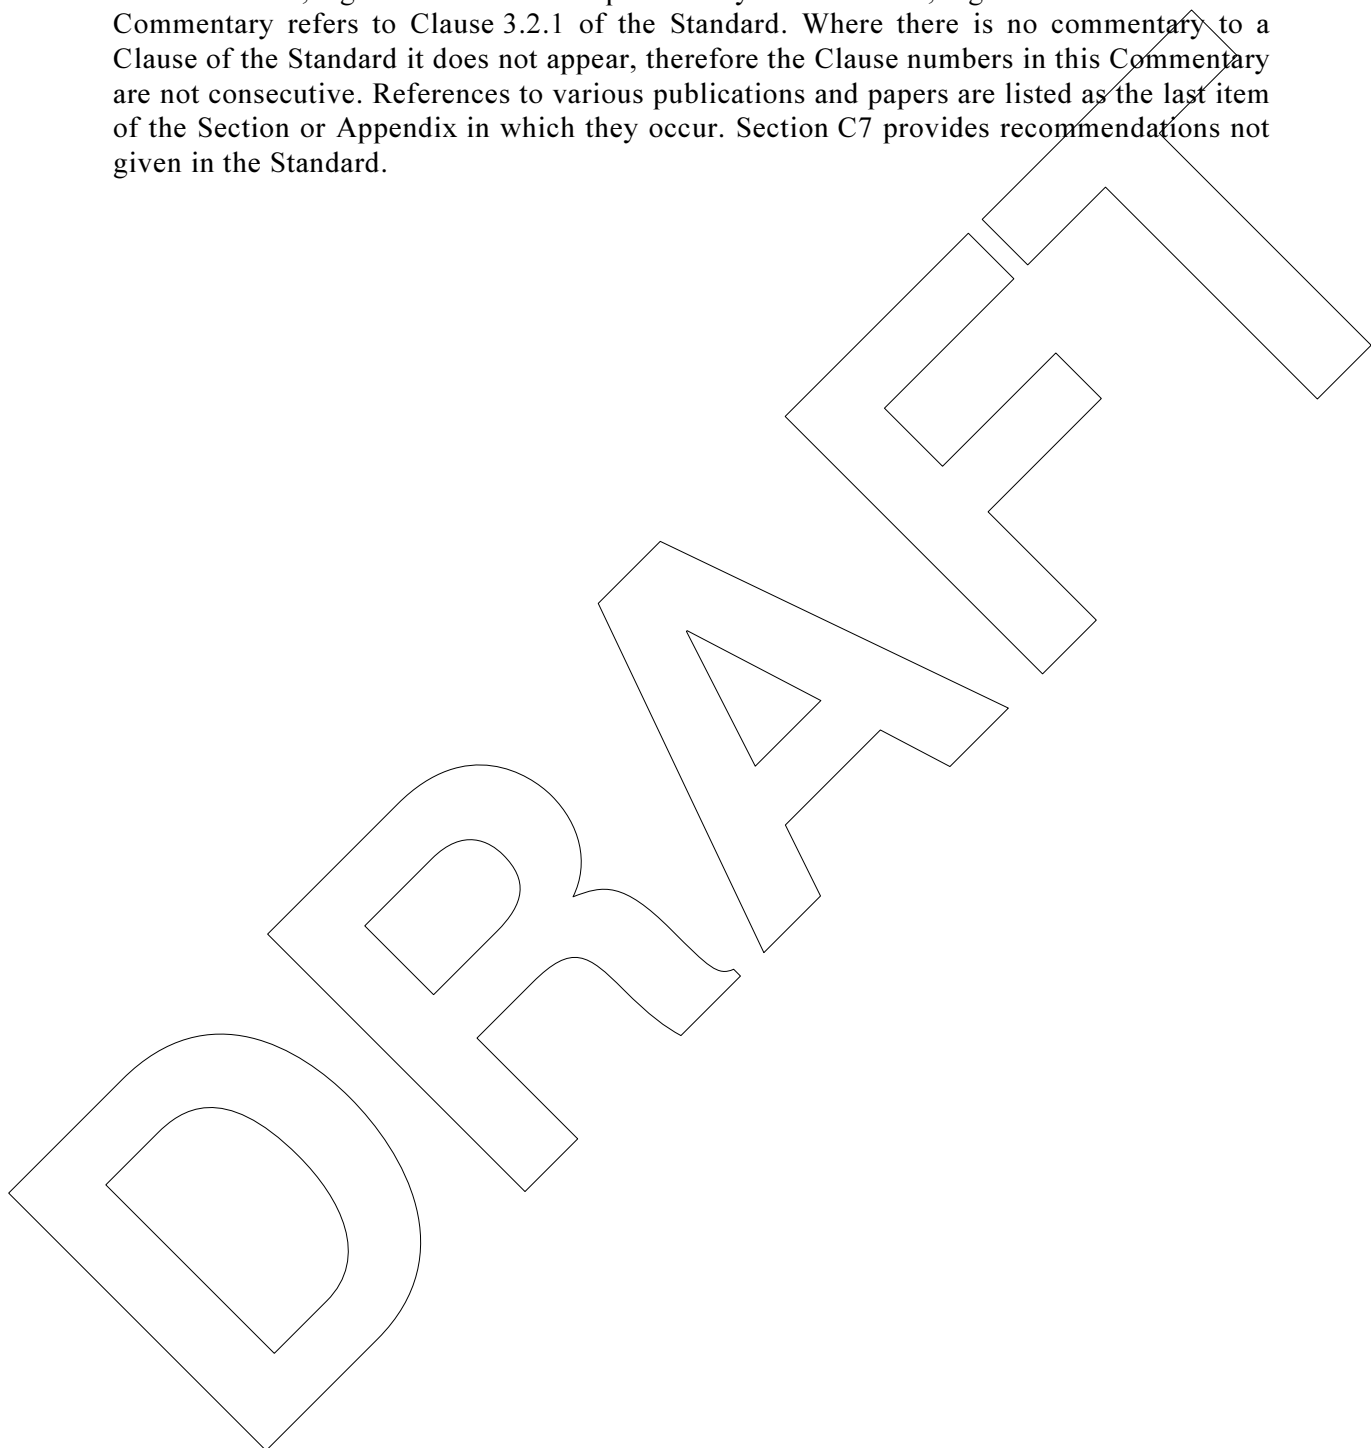 Commentary refers to Clause 3.2.1 of the Standard. Where there is no commentary to a
Clause of the Standard it does not appear, therefore the Clause numbers in this Commentary
are not consecutive. References to various publications and papers are listed as the last item
of the Section or Appendix in which they occur. Section C7 provides recommendations not
given in the Standard.
DRAFT